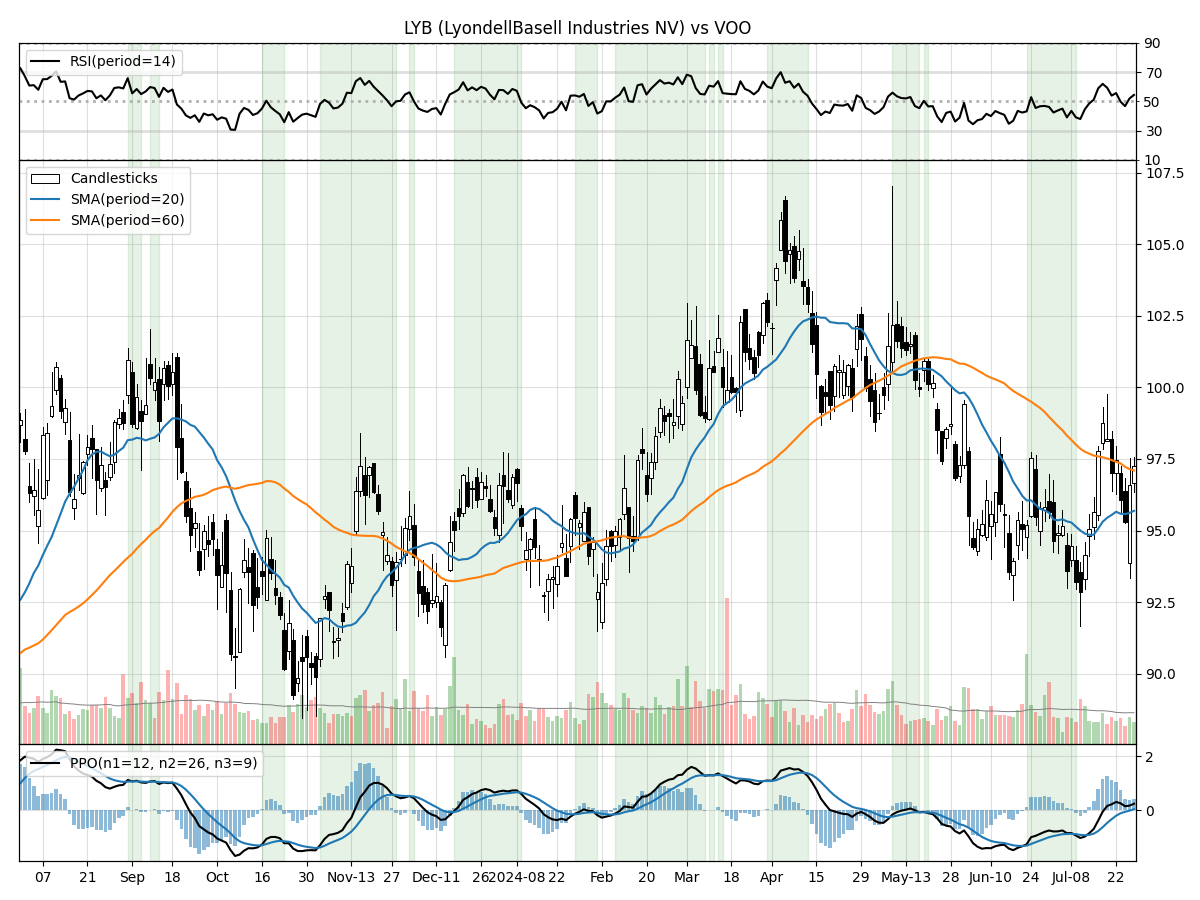 LYB (LyondellBasell Industries NV) vs VOO
RSI(period=14)
90
70
50
30
10
Candlesticks
SMA(period=20)
SMA(period=60)
107.5
105.0
102.5
100.0
97.5
95.0
92.5
90.0
PPO(n1=12, n2=26, n3=9)
2
0
07 21 Sep 18 Oct 16 30 Nov-13 27 Dec-11 26 2024-08 22 Feb 20 Mar 18 Apr 15 29 May-13 28 Jun-10 24 Jul-08 22